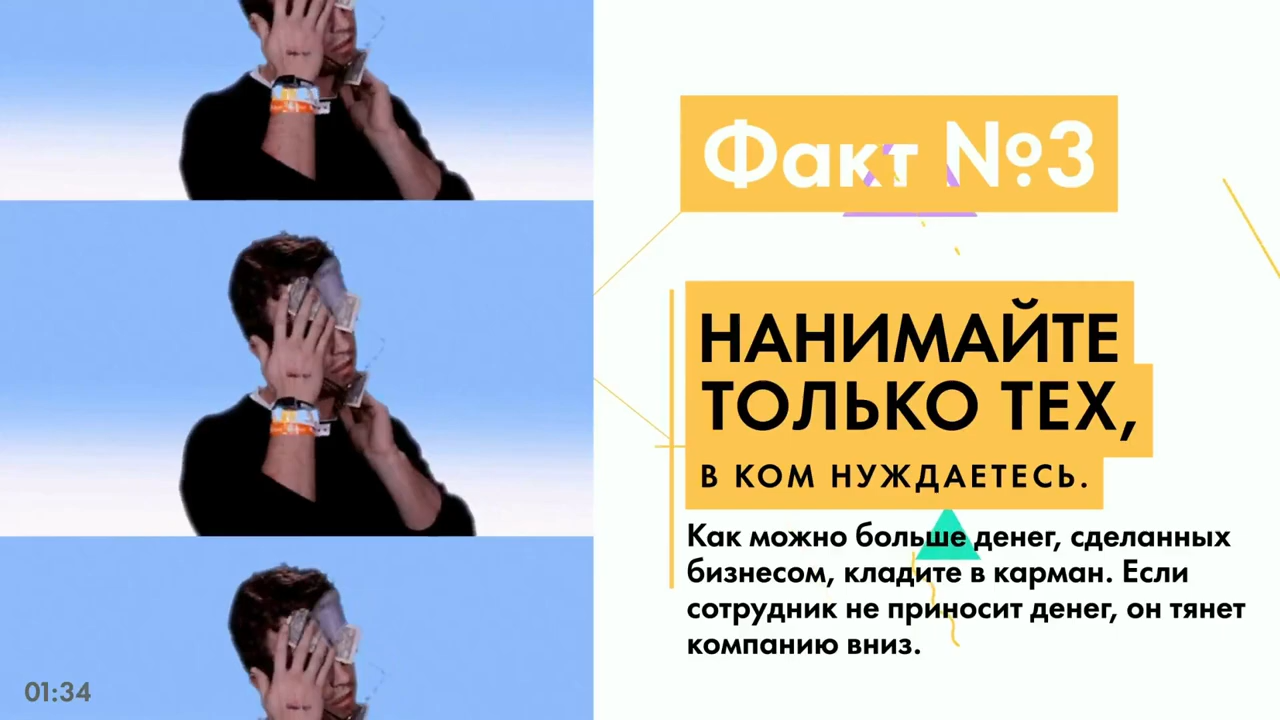 Факт №3
НАНИМАЙТЕ
ТОЛЬКО ТЕХ,
В КОМ НУЖДАЕТЕСЬ.
Как можно больше денег, сделанных
бизнесом, кладите в карман. Если
сотрудник не приносит денег, он тянет
компанию вниз.
01:34